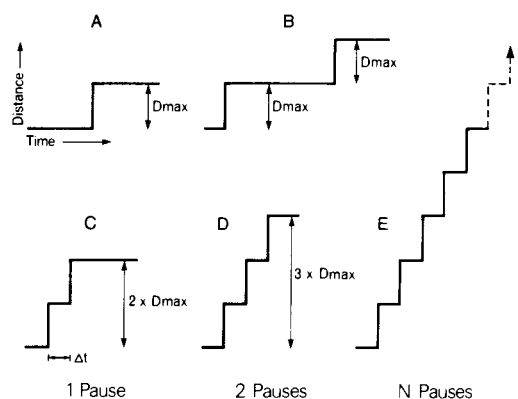 A
B
Distance
Dmax
Dmax
Dmax
Time
C
D
E
2 x Dmax
3 x Dmax
Δt
1 Pause
2 Pauses
N Pauses